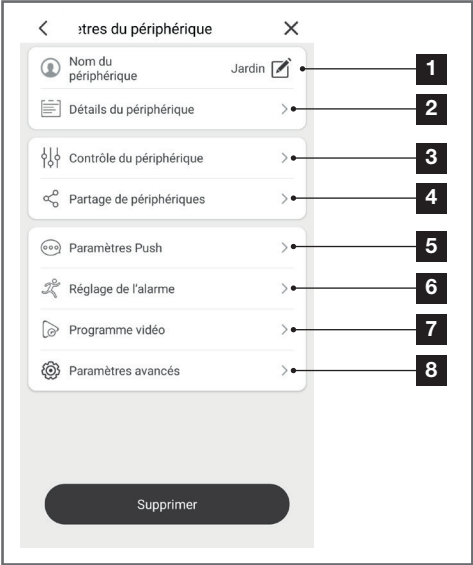 etres du périphérique
Nom du
périphérique
Jardin
1
Détails du périphérique
2
Contrôle du périphérique
3
Partage de périphériques
4
Paramètres Push
5
Réglage de l'alarme
6
Programme vidéo
7
Paramètres avancés
8
Supprimer